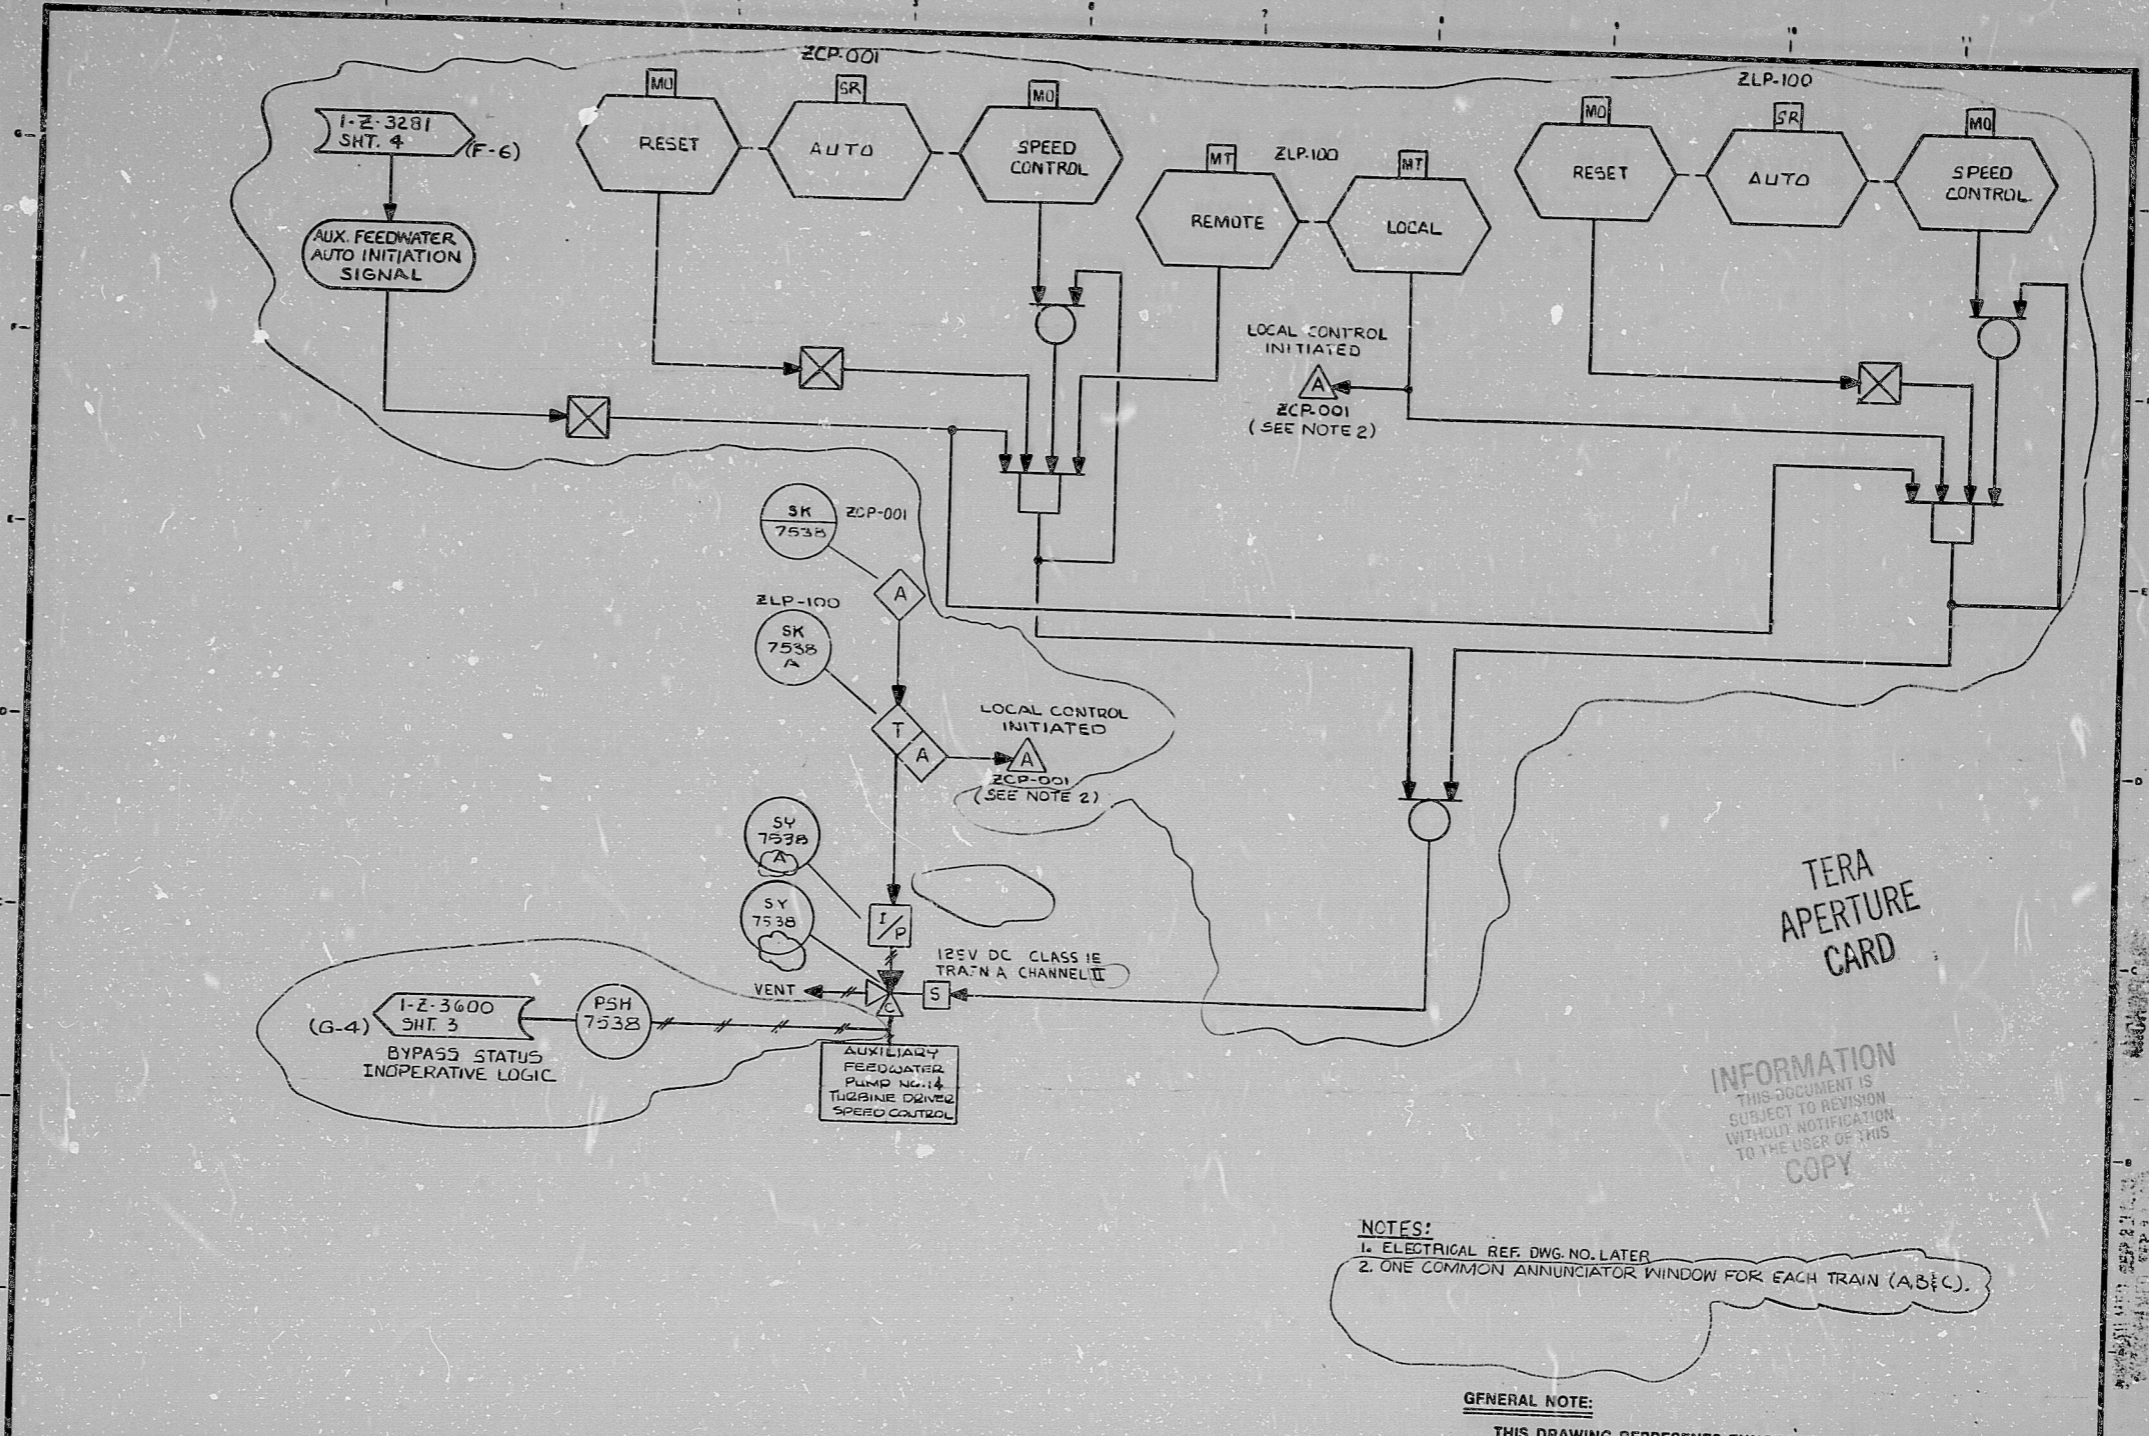 ZCP-001
ZLP-100
MO
SR
MO
MT
ZLP-100
MT
MO
SR
MO
1-Z-3281
SHT. 4
(F-6)
RESET
AUTO
SPEED
CONTROL
REMOTE
LOCAL
RESET
AUTO
SPEED
CONTROL
AUX. FEEDWATER
AUTO INITIATION
SIGNAL
LOCAL CONTROL
INITIATED
A
ZCP-001
(SEE NOTE 2)
SK
7538
ZCP-001
A
ZLP-100
SK
7538
A
T
A
LOCAL CONTROL
INITIATED
A
ZCP-001
(SEE NOTE 2)
SY
7538
A
SY
7538
I/P
125V DC CLASS 1E
TRAIN A CHANNEL II
VENT
S
C
(G-4)
1-Z-3600
SHT. 3
PSH
7538
BYPASS STATUS
INOPERATIVE LOGIC
AUXILIARY
FEEDWATER
PUMP NO.14
TURBINE DRIVER
SPEED CONTROL
TERA
APERTURE
CARD
INFORMATION
THIS DOCUMENT IS
SUBJECT TO REVISION
WITHOUT NOTIFICATION
TO THE USER OF THIS
COPY
NOTES:
1. ELECTRICAL REF. DWG. NO. LATER
2. ONE COMMON ANNUNCIATOR WINDOW FOR EACH TRAIN (A,B&C).
GENERAL NOTE:
THIS DRAWING REPRESENTS